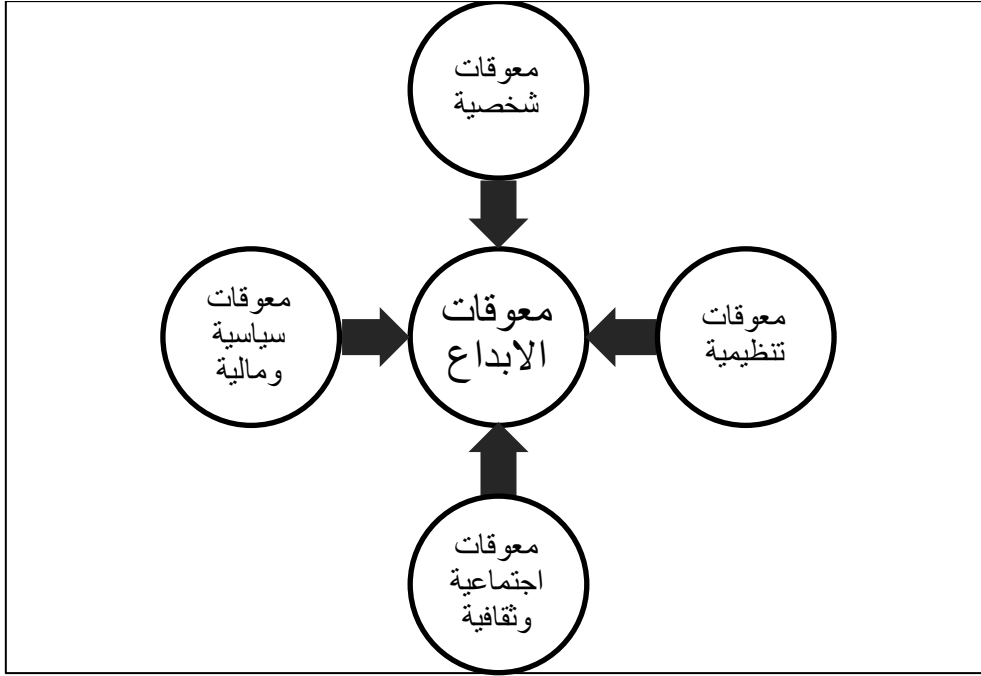 معوقات
شخصية
معوقات
تنظيمية
معوقات
الابداع
معوقات
سياسية
ومالية
معوقات
اجتماعية
وثقافية